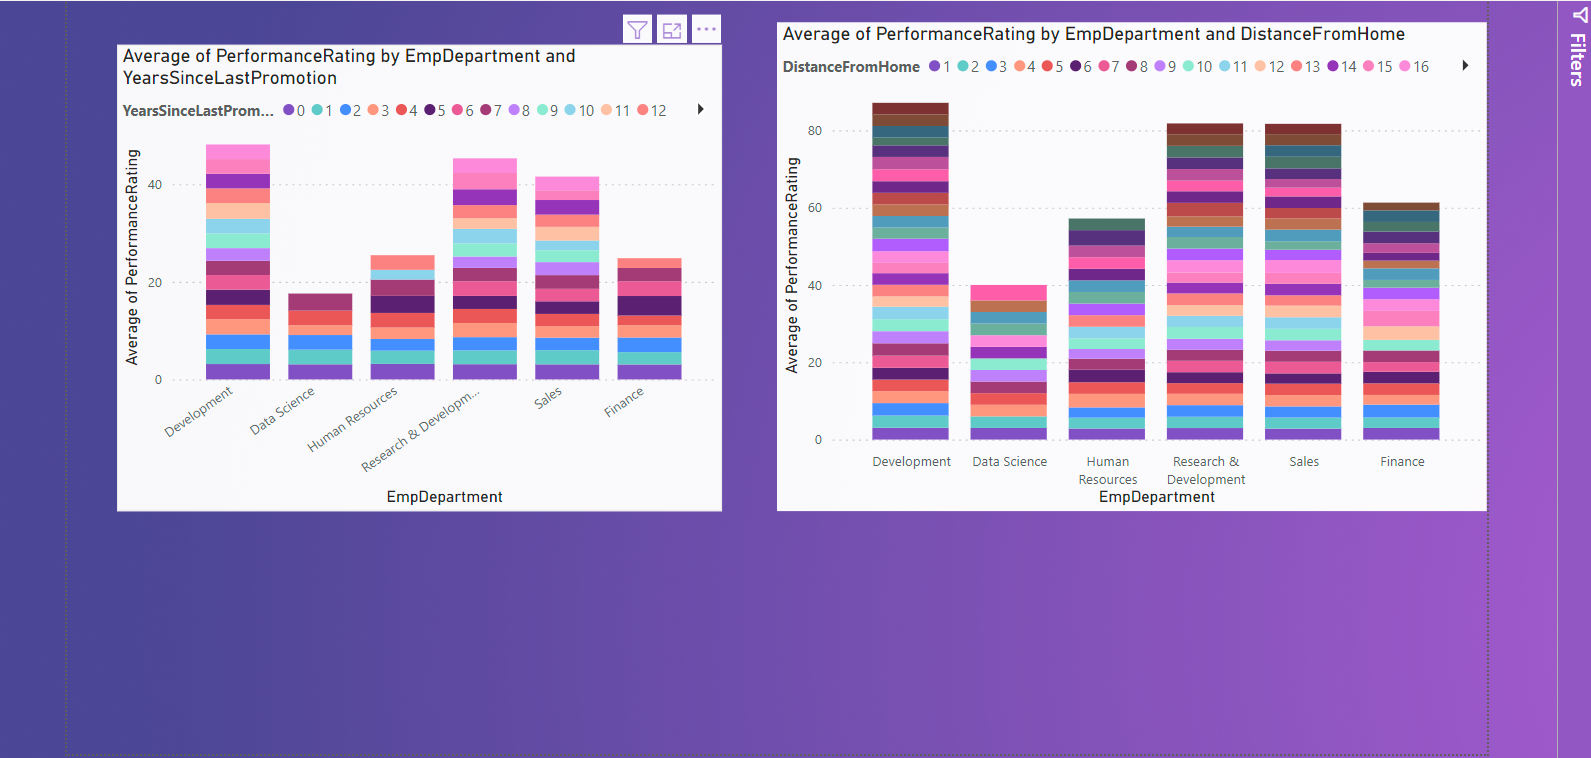 Average of PerformanceRating by EmpDepartment and
YearsSinceLastPromotion
YearsSinceLastProm... 0 1 2 3 4 5 6 7 8 9 10 11 12
Average of PerformanceRating
40
20
0
Development
Data Science
Human Resources
Research & Developm...
Sales
Finance
EmpDepartment
Average of PerformanceRating by EmpDepartment and DistanceFromHome
DistanceFromHome 1 2 3 4 5 6 7 8 9 10 11 12 13 14 15 16
Average of PerformanceRating
80
60
40
20
0
Development Data Science Human Research & Sales Finance
Resources Development
EmpDepartment
Filters